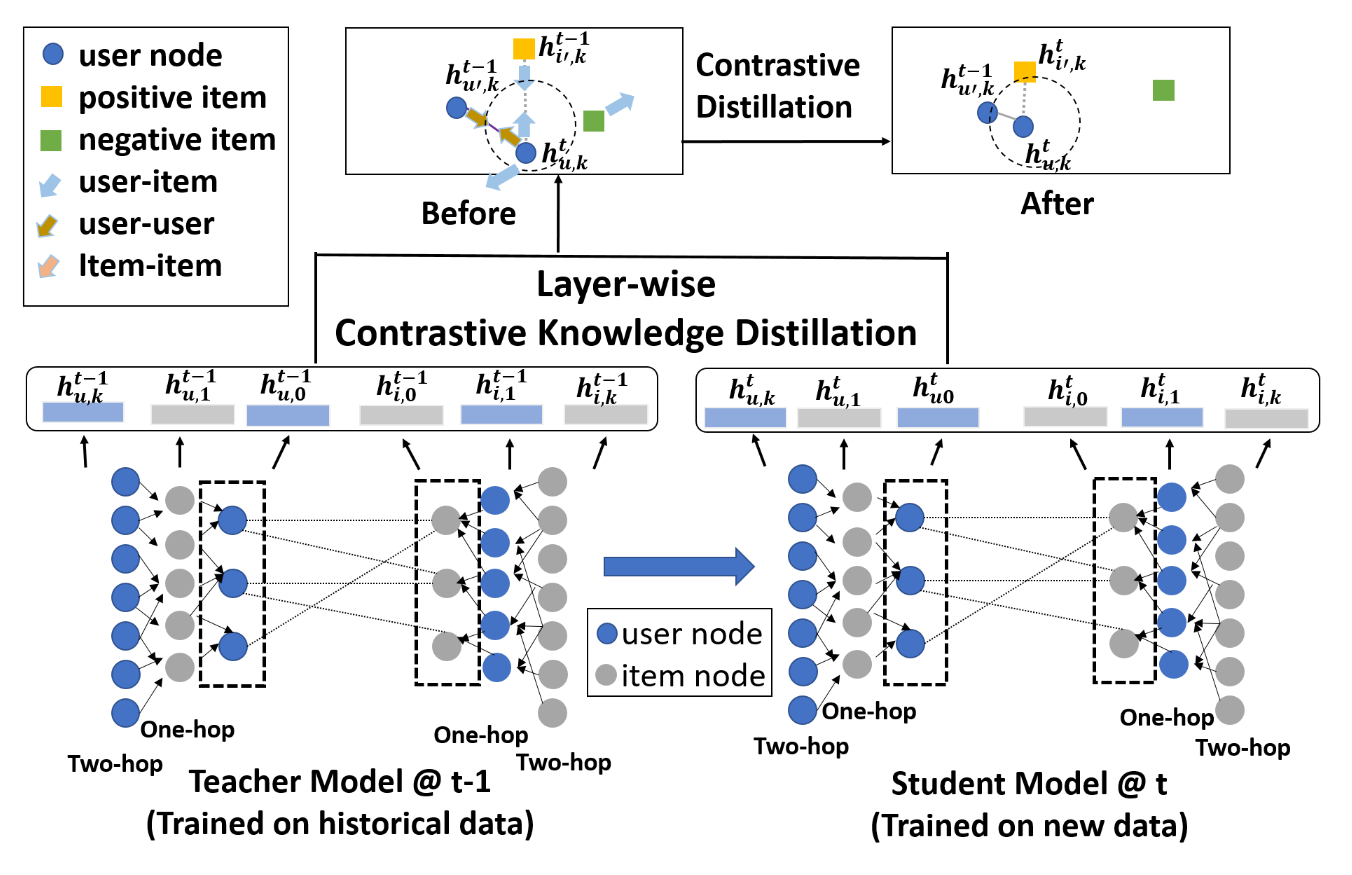 user node
positive item
negative item
user-item
user-user
Item-item
h_{u',k}^{t-1}
h_{i',k}^{t-1}
h_{u,k}^{t}
Before
Contrastive
Distillation
h_{u',k}^{t-1}
h_{i',k}^{t}
h_{u,k}^{t}
After
Layer-wise
Contrastive Knowledge Distillation
h_{u,k}^{t-1} h_{u,1}^{t-1} h_{u,0}^{t-1} h_{i,0}^{t-1} h_{i,1}^{t-1} h_{i,k}^{t-1}
h_{u,k}^{t} h_{u,1}^{t} h_{u0}^{t} h_{i,0}^{t} h_{i,1}^{t} h_{i,k}^{t}
user node
item node
One-hop
Two-hop
One-hop
Two-hop
Teacher Model @ t-1
(Trained on historical data)
One-hop
Two-hop
One-hop
Two-hop
Student Model @ t
(Trained on new data)